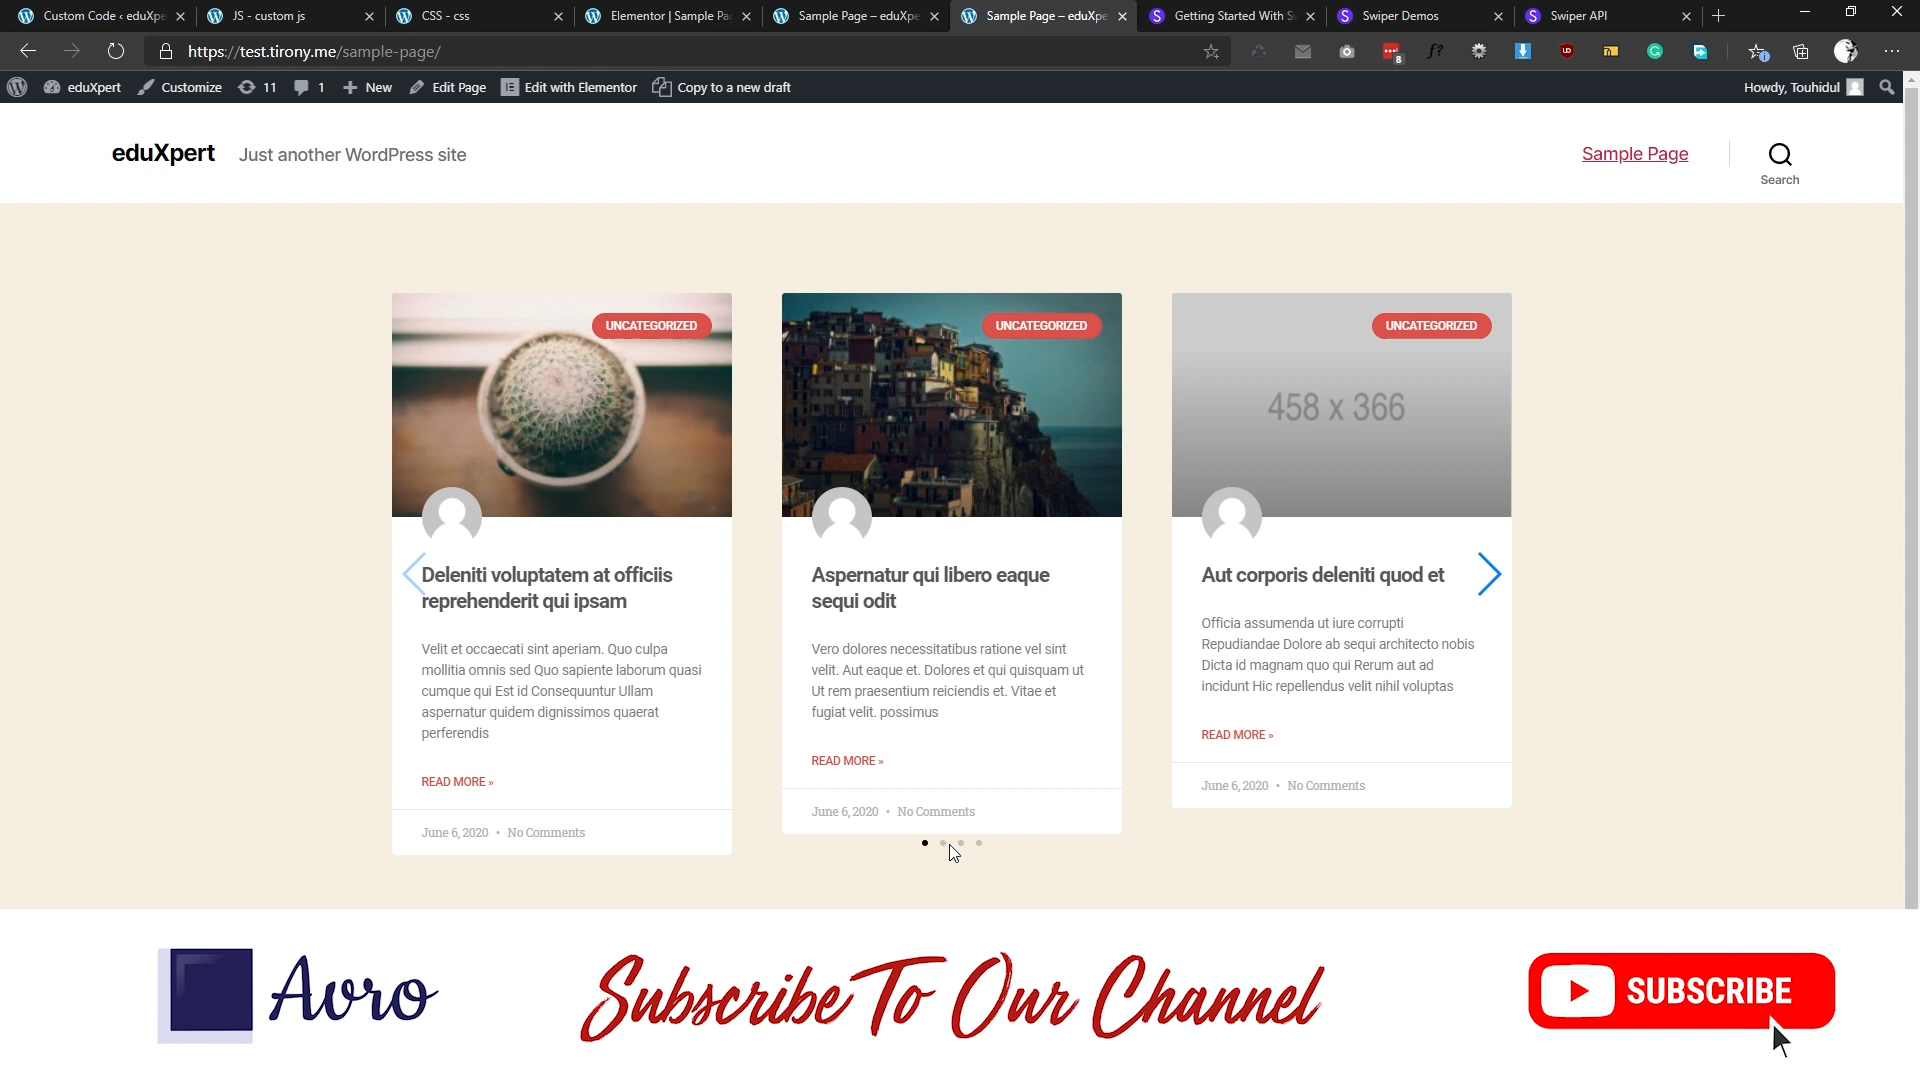 Custom Code ‹ eduXpe
JS - custom js
CSS - css
Elementor | Sample Pa
Sample Page – eduXpe
Sample Page – eduXpe
Getting Started With S
Swiper Demos
Swiper API
https://test.tirony.me/sample-page/
8
f?
eduXpert
Customize
11
1
New
Edit Page
Edit with Elementor
Copy to a new draft
Howdy, Touhidul
eduXpert
Just another WordPress site
Sample Page
Search
UNCATEGORIZED
UNCATEGORIZED
UNCATEGORIZED
458 x 366
Deleniti voluptatem at officiis
reprehenderit qui ipsam
Velit et occaecati sint aperiam. Quo culpa
mollitia omnis sed Quo sapiente laborum quasi
cumque qui Est id Consequuntur Ullam
aspernatur quidem dignissimos quaerat
perferendis
READ MORE »
June 6, 2020 • No Comments
Aspernatur qui libero eaque
sequi odit
Vero dolores necessitatibus ratione vel sint
velit. Aut eaque et. Dolores et qui quisquam ut
Ut rem praesentium reiciendis et. Vitae et
fugiat velit. possimus
READ MORE »
June 6, 2020 • No Comments
Aut corporis deleniti quod et
Officia assumenda ut iure corrupti
Repudiandae Dolore ab sequi architecto nobis
Dicta id magnam quo qui Rerum aut ad
incidunt Hic repellendus velit nihil voluptas
READ MORE »
June 6, 2020 • No Comments
Avro
Subscribe To Our Channel
SUBSCRIBE